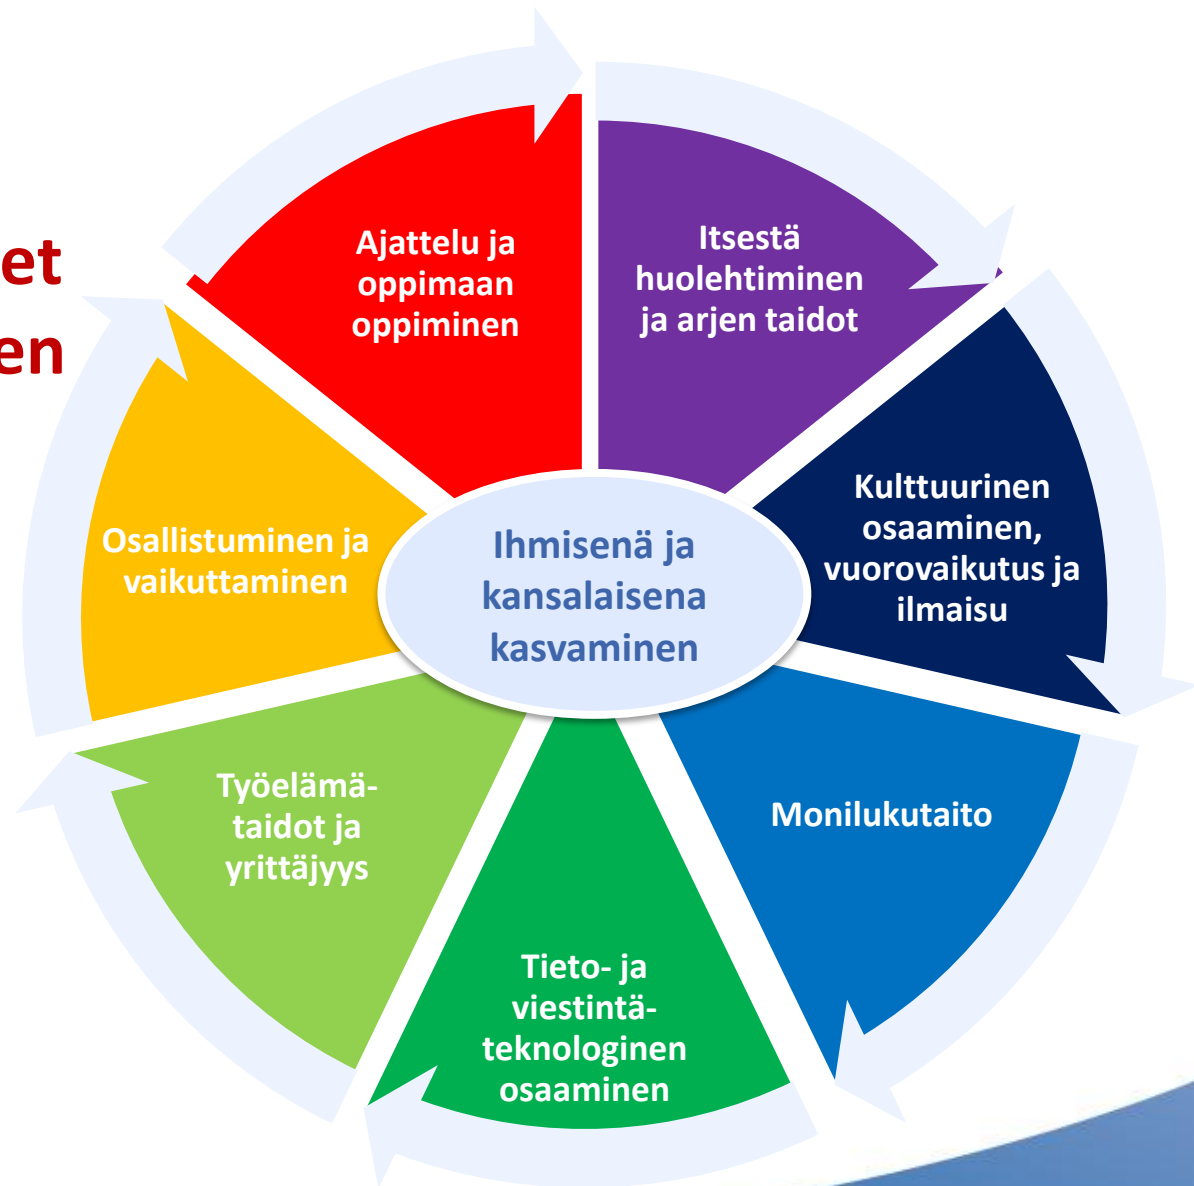 et
en
Ajattelu ja
oppimaan
oppiminen
Itsestä
huolehtiminen
ja arjen taidot
Kulttuurinen
osaaminen,
vuorovaikutus ja
ilmaisu
Monilukutaito
Tieto- ja
viestintä-
teknologinen
osaaminen
Työelämä-
taidot ja
yrittäjyys
Osallistuminen ja
vaikuttaminen
Ihmisenä ja
kansalaisena
kasvaminen